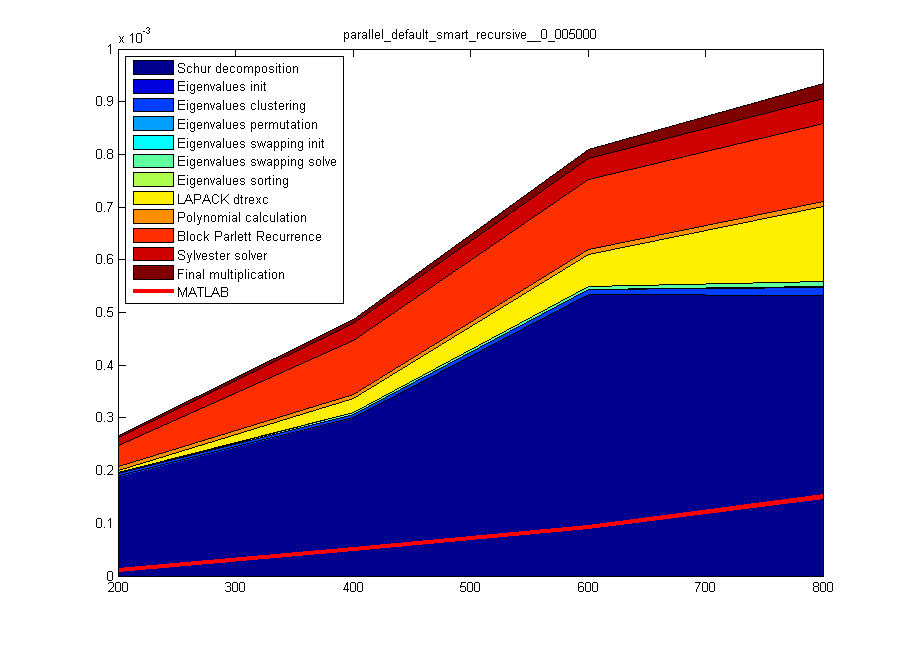 x 10^-3
parallel_default_smart_recursive__0_005000
1
0.9
0.8
0.7
0.6
0.5
0.4
0.3
0.2
0.1
0
Schur decomposition
Eigenvalues init
Eigenvalues clustering
Eigenvalues permutation
Eigenvalues swapping init
Eigenvalues swapping solve
Eigenvalues sorting
LAPACK dtrexc
Polynomial calculation
Block Parlett Recurrence
Sylvester solver
Final multiplication
MATLAB
200 300 400 500 600 700 800